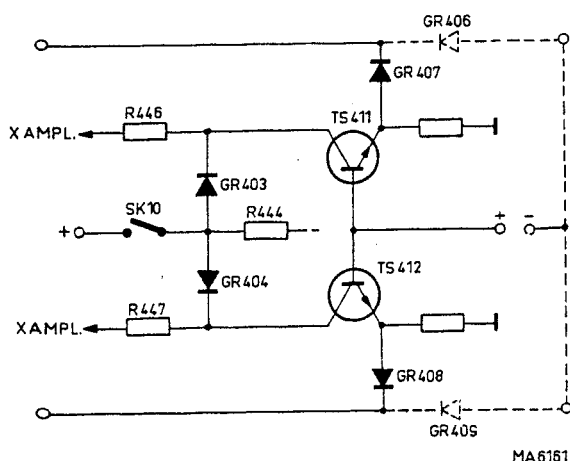 GR406
GR407
TS411
R446
X AMPL.
GR403
SK10
R444
+
+ -
TS412
GR404
R447
X AMPL.
GR408
GR409
MA6161